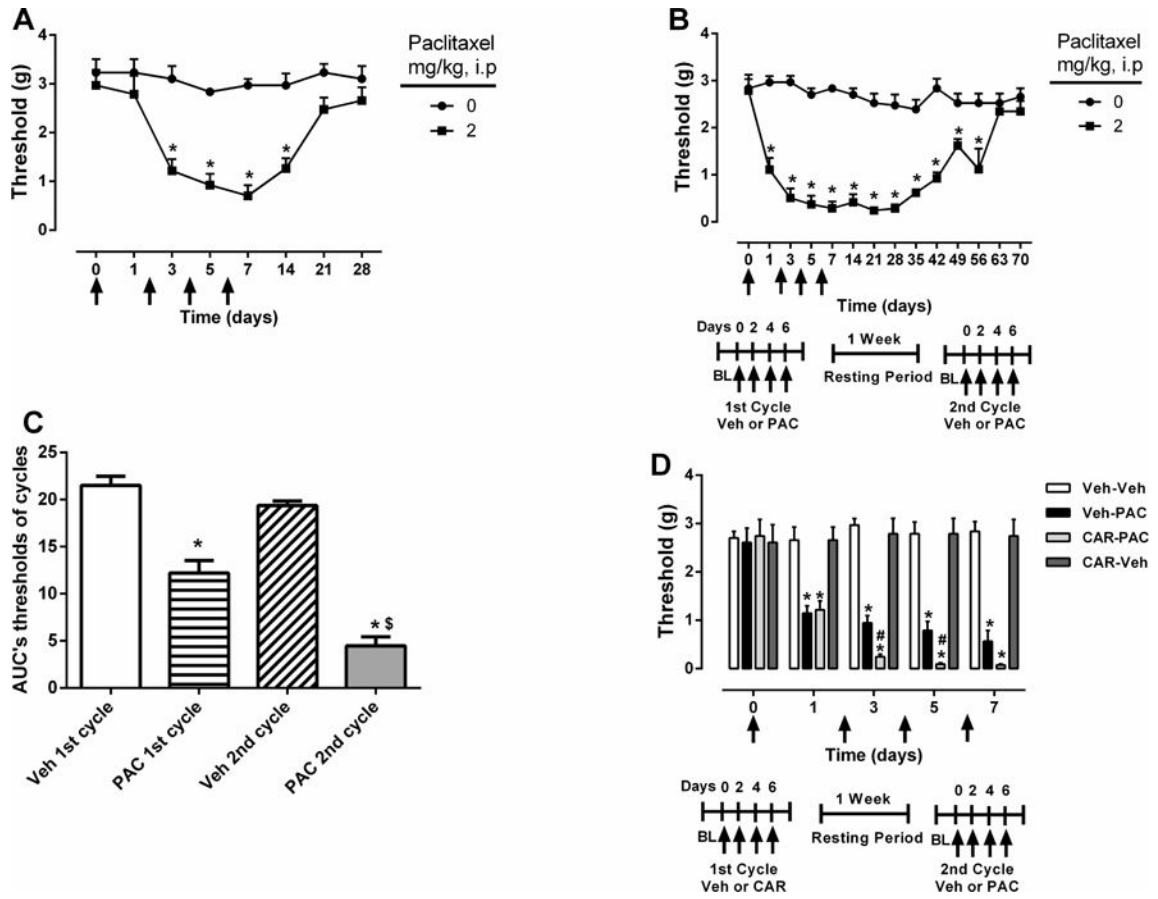 A
Paclitaxel
mg/kg, i.p
0
2
Threshold (g)
4
3
2
1
0
* * * *
0 1 3 5 7 14 21 28
Time (days)
B
Paclitaxel
mg/kg, i.p
0
2
Threshold (g)
4
3
2
1
0
* * * * * * * * * * *
0 1 3 5 7 14 21 28 35 42 49 56 63 70
Time (days)
Days 0 2 4 6
BL
1st Cycle
Veh or PAC
1 Week
Resting Period
0 2 4 6
BL
2nd Cycle
Veh or PAC
C
AUC's thresholds of cycles
25
20
15
10
5
0
*
* $
Veh 1st cycle
PAC 1st cycle
Veh 2nd cycle
PAC 2nd cycle
D
Veh-Veh
Veh-PAC
CAR-PAC
CAR-Veh
Threshold (g)
4
3
2
1
0
* *
* # *
* # *
* *
0 1 3 5 7
Time (days)
Days 0 2 4 6
BL
1st Cycle
Veh or CAR
1 Week
Resting Period
0 2 4 6
BL
2nd Cycle
Veh or PAC